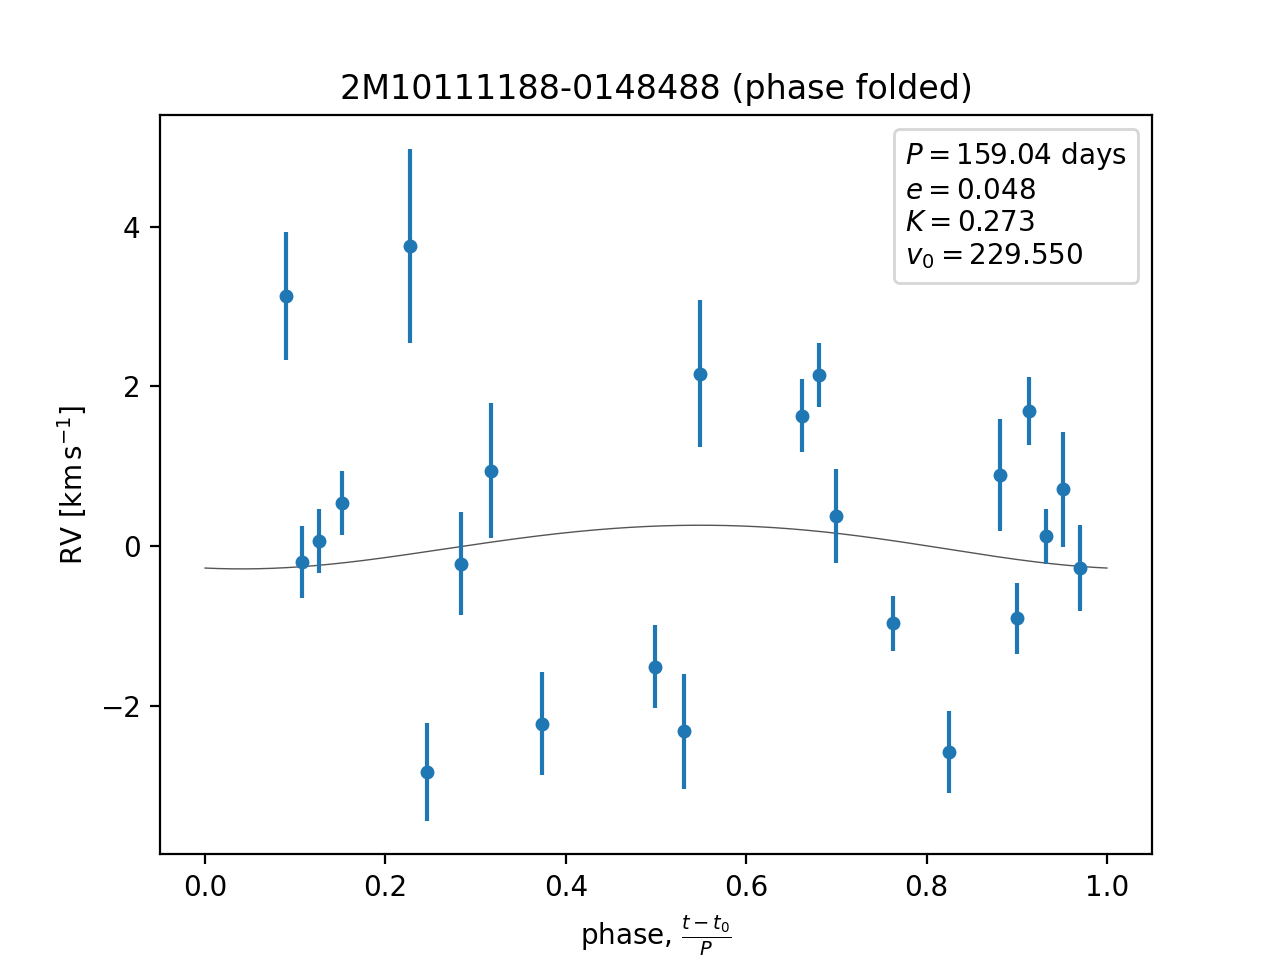 2M10111188-0148488 (phase folded)
P = 159.04 days
e = 0.048
K = 0.273
v₀ = 229.550
4
2
0
−2
RV [km s⁻¹]
0.0 0.2 0.4 0.6 0.8 1.0
phase, (t − t₀)/P